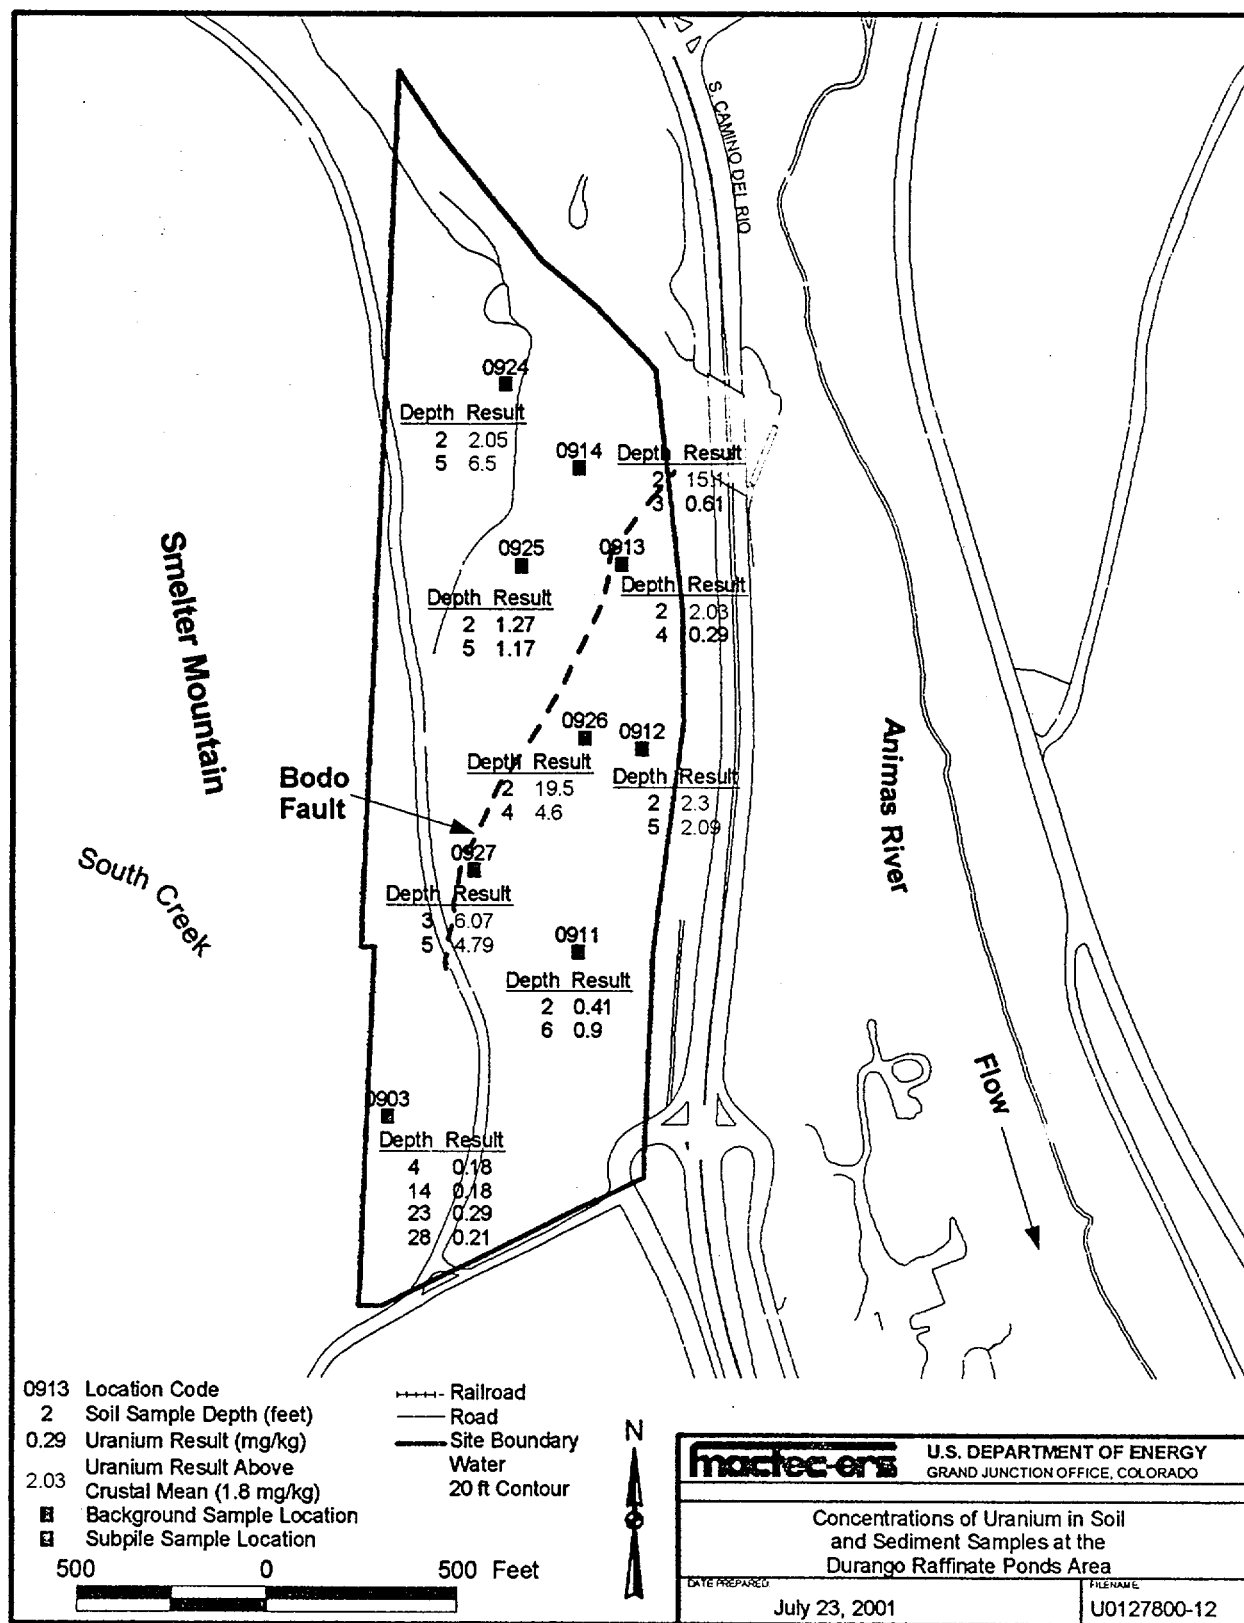 S. CAMINO DEL RIO
0924
Depth Result
2 2.05
5 6.5
0914
Depth Result
2 15.1
3 0.61
0925
Depth Result
2 1.27
5 1.17
0913
Depth Result
2 2.03
4 0.29
Smelter Mountain
0926
Depth Result
2 19.5
4 4.6
0912
Depth Result
2 2.3
5 2.09
Animas River
Bodo
Fault
South Creek
0927
Depth Result
3 6.07
5 4.79
0911
Depth Result
2 0.41
6 0.9
Flow
0903
Depth Result
4 0.18
14 0.18
23 0.29
28 0.21
0913 Location Code
2 Soil Sample Depth (feet)
0.29 Uranium Result (mg/kg)
2.03 Uranium Result Above
Crustal Mean (1.8 mg/kg)
Background Sample Location
Subpile Sample Location
Railroad
Road
Site Boundary
Water
20 ft Contour
N
500 0 500 Feet
mactec-ers
U.S. DEPARTMENT OF ENERGY
GRAND JUNCTION OFFICE, COLORADO
Concentrations of Uranium in Soil
and Sediment Samples at the
Durango Raffinate Ponds Area
DATE PREPARED:
July 23, 2001
FILENAME:
U0127800-12